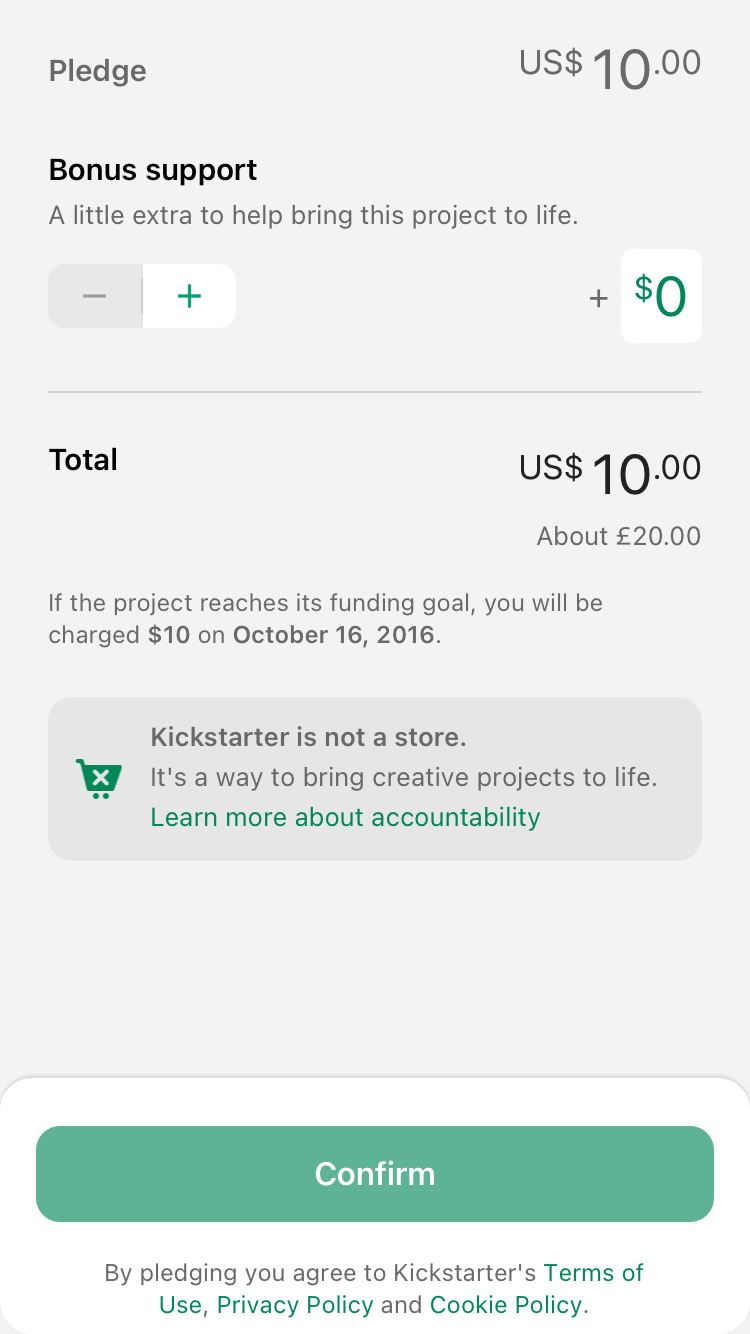 Pledge US$ 10.00
Bonus support
A little extra to help bring this project to life.
− + + $0
Total US$ 10.00
About £20.00
If the project reaches its funding goal, you will be
charged $10 on October 16, 2016.
Kickstarter is not a store.
It's a way to bring creative projects to life.
Learn more about accountability
Confirm
By pledging you agree to Kickstarter's Terms of
Use, Privacy Policy and Cookie Policy.